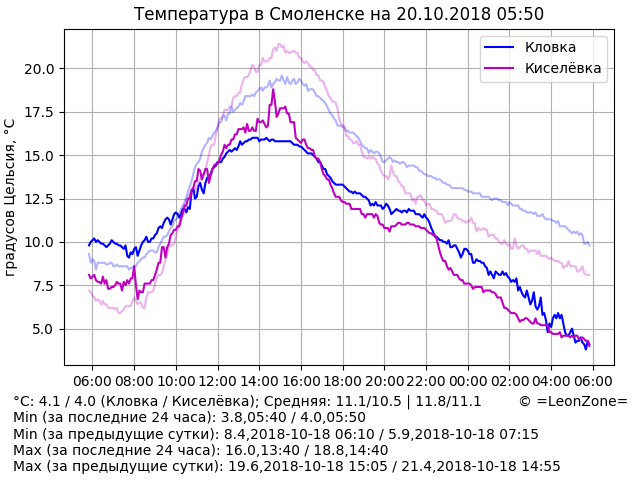 Температура в Смоленске на 20.10.2018 05:50
Кловка
Киселёвка
градусов Цельсия, °C
20.0
17.5
15.0
12.5
10.0
7.5
5.0
06:00 08:00 10:00 12:00 14:00 16:00 18:00 20:00 22:00 00:00 02:00 04:00 06:00
°C: 4.1 / 4.0 (Кловка / Киселёвка); Средняя: 11.1/10.5 | 11.8/11.1 © =LeonZone=
Min (за последние 24 часа): 3.8,05:40 / 4.0,05:50
Min (за предыдущие сутки): 8.4,2018-10-18 06:10 / 5.9,2018-10-18 07:15
Max (за последние 24 часа): 16.0,13:40 / 18.8,14:40
Max (за предыдущие сутки): 19.6,2018-10-18 15:05 / 21.4,2018-10-18 14:55